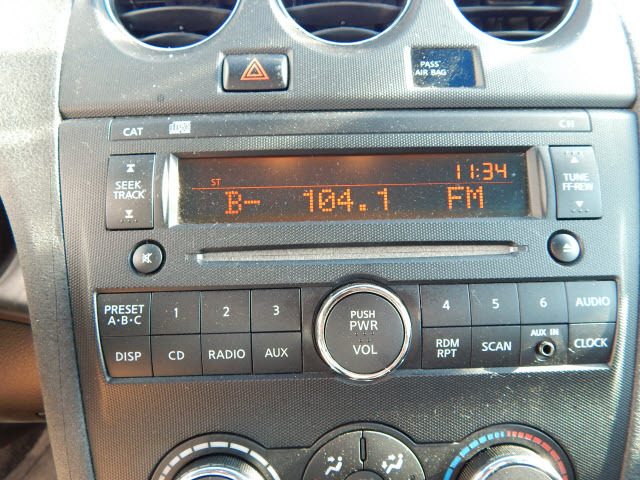 PASS
AIR BAG
CAT
CH
SEEK
TRACK
ST
11:34
B- 104.1 FM
TUNE
FF·REW
PRESET
A·B·C
1
2
3
PUSH
PWR
VOL
4
5
6
AUDIO
DISP
CD
RADIO
AUX
RDM
RPT
SCAN
AUX IN
CLOCK